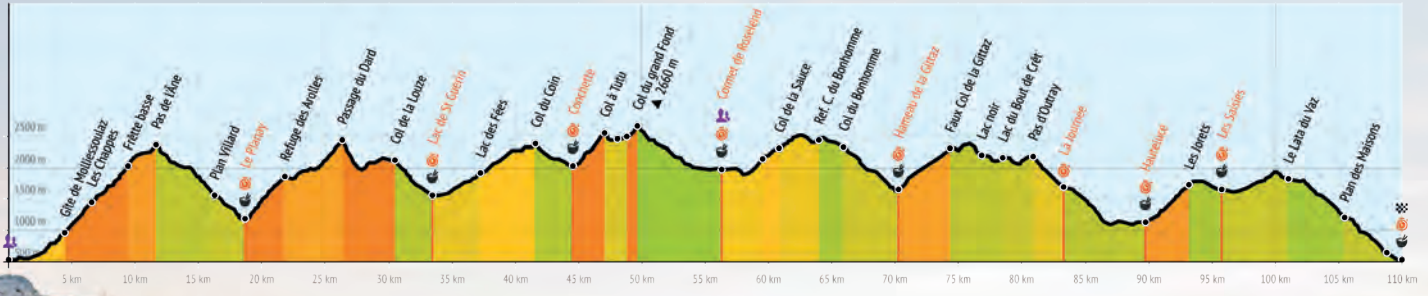 Gîte de Molliessoulaz
Les Chappes
Frètte basse
Pas de l'Âne
Plan Villard
Le Planay
Refuge des Arolles
Passage du Dard
Col de la Louze
Lac de St Guérin
Lac des Fées
Col du Coin
Conchette
Col à Tutu
Col du grand Fond
▲ 2660 m
Cormet de Roselend
Col de la Sauce
Ref. C. du Bonhomme
Col du Bonhomme
Hameau de la Gittaz
Faux Col de la Gittaz
Lac noir
Lac du Bout de Crêt
Pas d'Outray
La Journée
Hauteluce
Les Jorets
Les Saisies
Le Lata du Vaz
Plan des Maisons
2500 m
2000 m
1500 m
1000 m
5 km 10 km 15 km 20 km 25 km 30 km 35 km 40 km 45 km 50 km 55 km 60 km 65 km 70 km 75 km 80 km 85 km 90 km 95 km 100 km 105 km 110 km